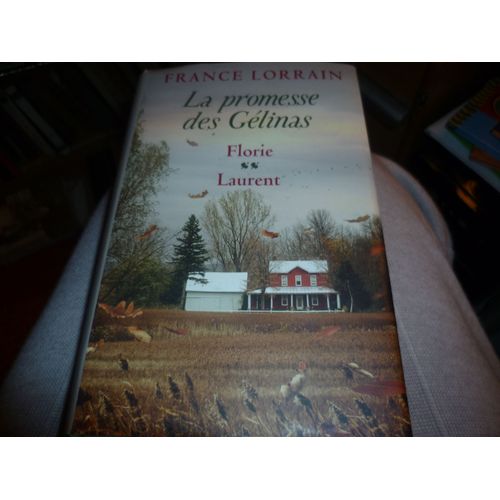 FRANCE LORRAIN
La promesse
des Gélinas
Florie
Laurent